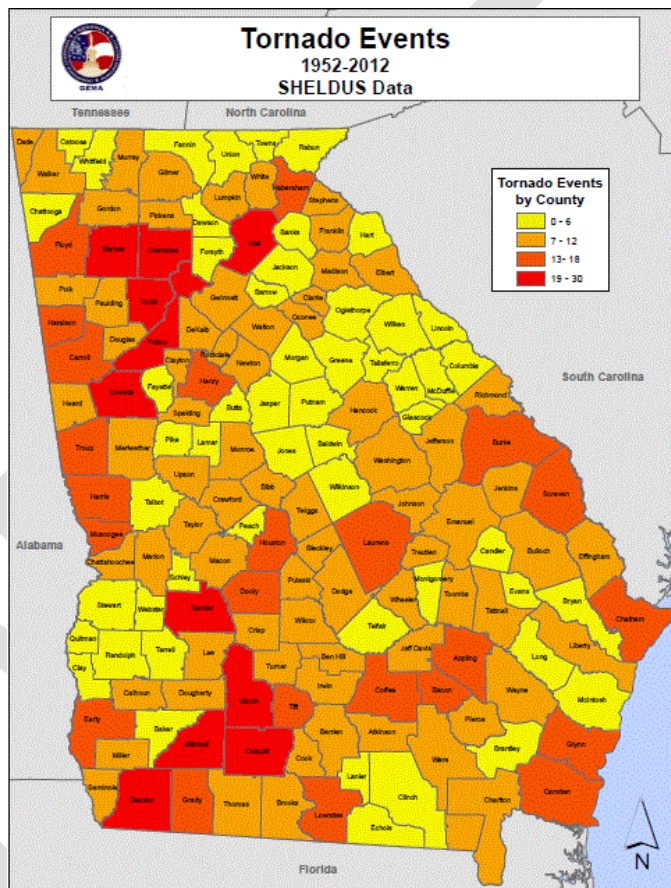 Tornado Events
1952-2012
SHELDUS Data
GEMA
Tennessee
North Carolina
Dade
Catoosa
Whitfield
Murray
Fannin
Union
Towns
Rabun
Walker
Gilmer
White
Habersham
Lumpkin
Stephens
Chattooga
Gordon
Pickens
Dawson
Hall
Banks
Franklin
Hart
Floyd
Bartow
Cherokee
Forsyth
Jackson
Madison
Elbert
Tornado Events
by County
0 - 6
7 - 12
13- 18
19 - 30
Polk
Paulding
Cobb
Gwinnett
Barrow
Clarke
Oconee
Oglethorpe
Wilkes
Lincoln
Haralson
Douglas
Fulton
DeKalb
Walton
Carroll
Clayton
Rockdale
Newton
Morgan
Greene
Taliaferro
Columbia
Warren
McDuffie
South Carolina
Heard
Coweta
Fayette
Henry
Spalding
Butts
Jasper
Putnam
Hancock
Glascock
Richmond
Troup
Meriwether
Pike
Lamar
Monroe
Jones
Baldwin
Washington
Jefferson
Burke
Harris
Upson
Talbot
Crawford
Bibb
Twiggs
Wilkinson
Johnson
Jenkins
Screven
Muscogee
Taylor
Peach
Houston
Laurens
Emanuel
Alabama
Chattahoochee
Marion
Macon
Bleckley
Treutlen
Candler
Bulloch
Effingham
Schley
Dooly
Pulaski
Dodge
Montgomery
Wheeler
Toombs
Evans
Bryan
Stewart
Webster
Sumter
Crisp
Wilcox
Telfair
Tattnall
Chatham
Quitman
Randolph
Terrell
Lee
Turner
Ben Hill
Jeff Davis
Appling
Long
Liberty
Clay
Calhoun
Dougherty
Worth
Tift
Irwin
Coffee
Bacon
Wayne
McIntosh
Early
Baker
Mitchell
Colquitt
Berrien
Atkinson
Pierce
Miller
Cook
Ware
Brantley
Glynn
Seminole
Decatur
Grady
Thomas
Brooks
Lanier
Clinch
Charlton
Camden
Lowndes
Echols
Florida
N